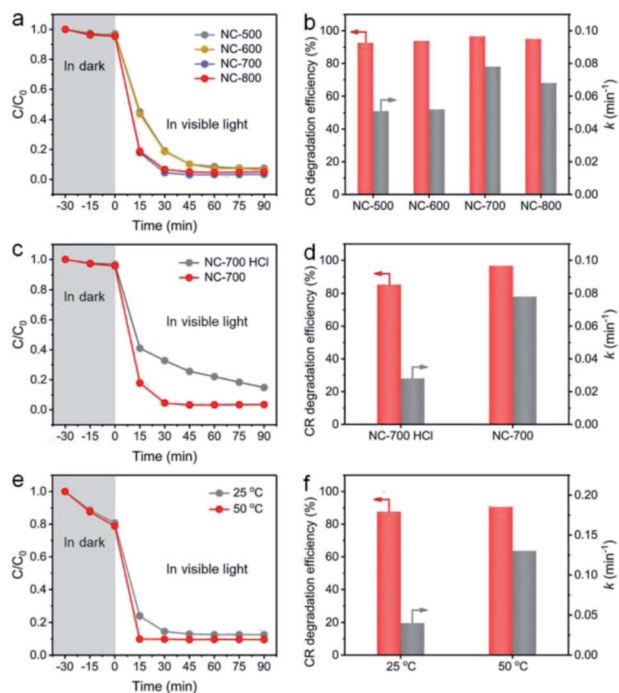 a
C/C0
1.0
0.8
0.6
0.4
0.2
0.0
In dark
In visible light
NC-500
NC-600
NC-700
NC-800
-30 -15 0 15 30 45 60 75 90
Time (min)
b
CR degradation efficiency (%)
100
90
80
70
60
50
40
30
20
10
0
NC-500 NC-600 NC-700 NC-800
0.10
0.08
0.06
0.04
0.02
0.00
k (min-1)
c
C/C0
1.0
0.8
0.6
0.4
0.2
0.0
In dark
In visible light
NC-700 HCl
NC-700
-30 -15 0 15 30 45 60 75 90
Time (min)
d
CR degradation efficiency (%)
100
80
60
40
20
0
NC-700 HCl NC-700
0.10
0.08
0.06
0.04
0.02
0.00
k (min-1)
e
C/C0
1.0
0.8
0.6
0.4
0.2
0.0
In dark
In visible light
25 ºC
50 ºC
-30 -15 0 15 30 45 60 75 90
Time (min)
f
CR degradation efficiency (%)
100
80
60
40
20
0
25 ºC 50 ºC
0.20
0.15
0.10
0.05
0.00
k (min-1)